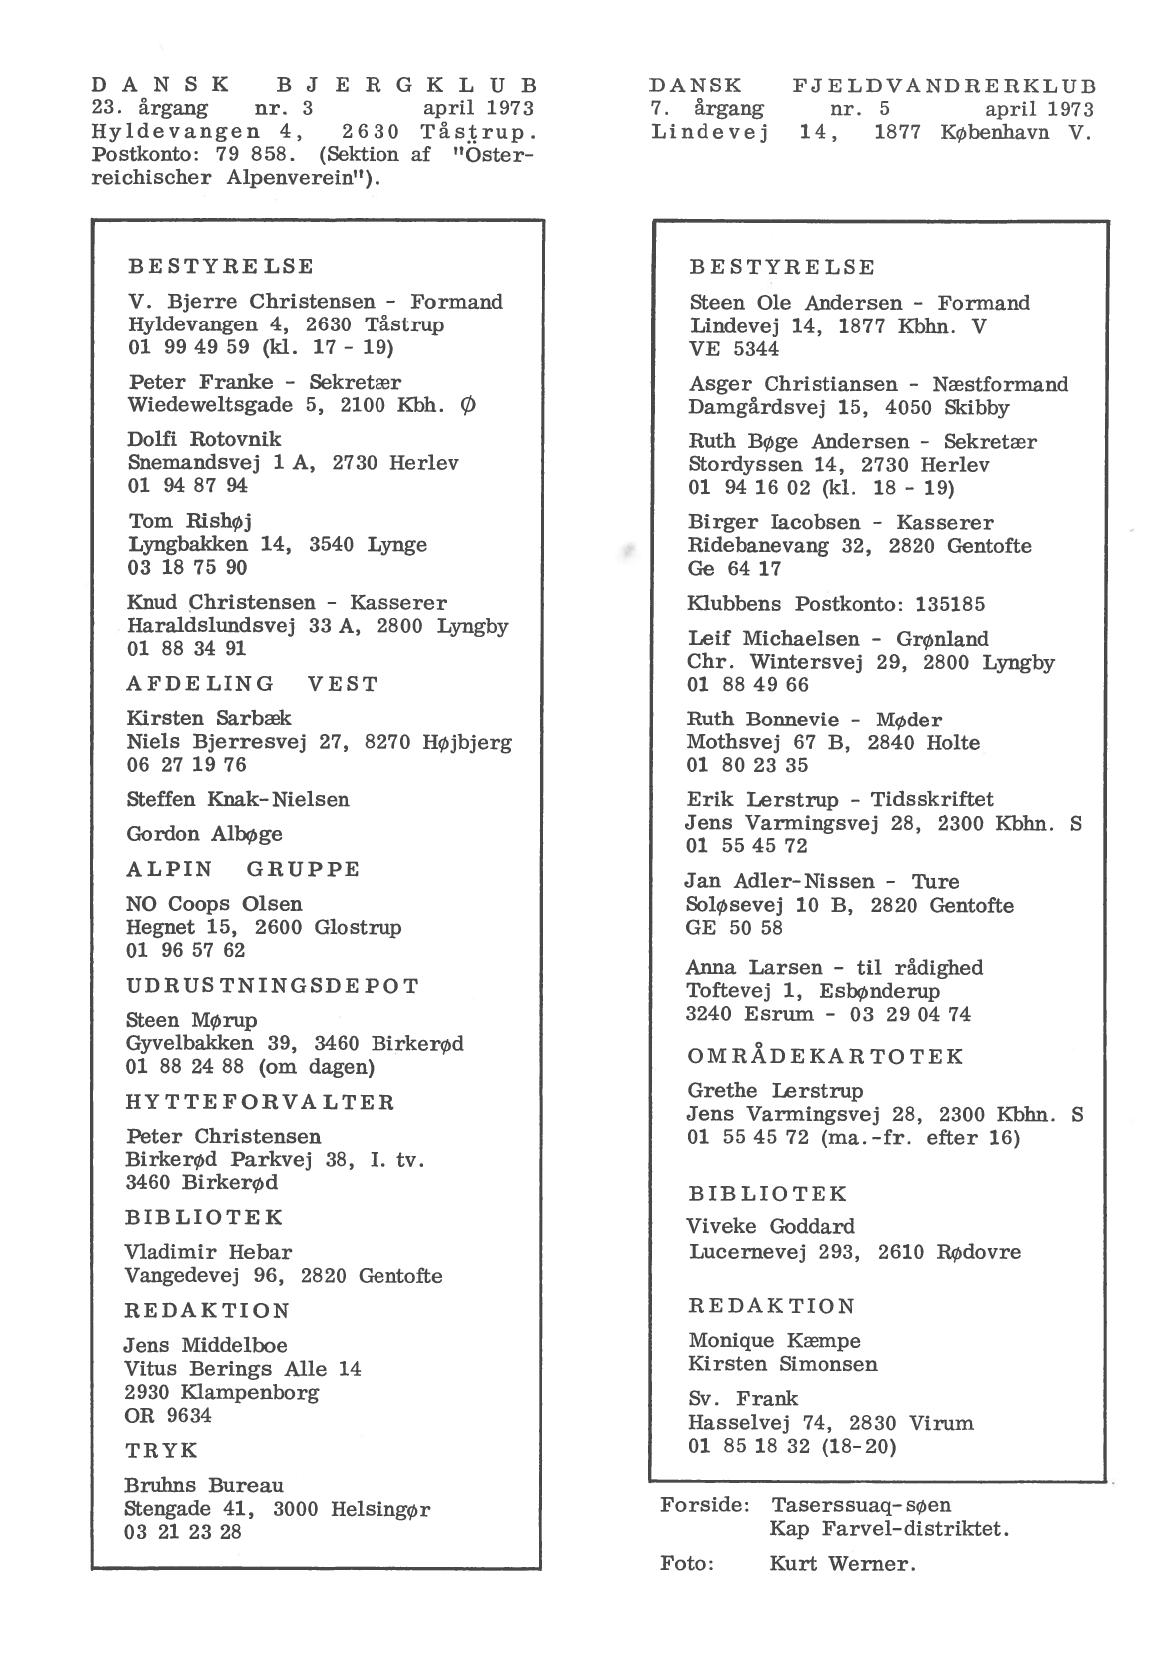 DANSK BJERGKLUB
23. årgang nr. 3 april 1973
Hyldevangen 4, 2630 Tåstrup.
Postkonto: 79 858. (Sektion af "Öster-
reichischer Alpenverein").
BESTYRELSE
V. Bjerre Christensen - Formand
Hyldevangen 4, 2630 Tåstrup
01 99 49 59 (kl. 17 - 19)
Peter Franke - Sekretær
Wiedeweltsgade 5, 2100 Kbh. Ø
Dolfi Rotovnik
Snemandsvej 1 A, 2730 Herlev
01 94 87 94
Tom Rishøj
Lyngbakken 14, 3540 Lynge
03 18 75 90
Knud Christensen - Kasserer
Haraldslundsvej 33 A, 2800 Lyngby
01 88 34 91
AFDELING VEST
Kirsten Sarbæk
Niels Bjerresvej 27, 8270 Højbjerg
06 27 19 76
Steffen Knak-Nielsen
Gordon Albøge
ALPIN GRUPPE
NO Coops Olsen
Hegnet 15, 2600 Glostrup
01 96 57 62
UDRUSTNINGSDEPOT
Steen Mørup
Gyvelbakken 39, 3460 Birkerød
01 88 24 88 (om dagen)
HYTTEFORVALTER
Peter Christensen
Birkerød Parkvej 38, I. tv.
3460 Birkerød
BIBLIOTEK
Vladimir Hebar
Vangedevej 96, 2820 Gentofte
REDAKTION
Jens Middelboe
Vitus Berings Alle 14
2930 Klampenborg
OR 9634
TRYK
Bruhns Bureau
Stengade 41, 3000 Helsingør
03 21 23 28
DANSK FJELDVANDRERKLUB
7. årgang nr. 5 april 1973
Lindevej 14, 1877 København V.
BESTYRELSE
Steen Ole Andersen - Formand
Lindevej 14, 1877 Kbhn. V
VE 5344
Asger Christiansen - Næstformand
Damgårdsvej 15, 4050 Skibby
Ruth Bøge Andersen - Sekretær
Stordyssen 14, 2730 Herlev
01 94 16 02 (kl. 18 - 19)
Birger Iacobsen - Kasserer
Ridebanevang 32, 2820 Gentofte
Ge 64 17
Klubbens Postkonto: 135185
Leif Michaelsen - Grønland
Chr. Wintersvej 29, 2800 Lyngby
01 88 49 66
Ruth Bonnevie - Møder
Mothsvej 67 B, 2840 Holte
01 80 23 35
Erik Lerstrup - Tidsskriftet
Jens Varmingsvej 28, 2300 Kbhn. S
01 55 45 72
Jan Adler-Nissen - Ture
Soløsevej 10 B, 2820 Gentofte
GE 50 58
Anna Larsen - til rådighed
Toftevej 1, Esbønderup
3240 Esrum - 03 29 04 74
OMRÅDEKARTOTEK
Grethe Lerstrup
Jens Varmingsvej 28, 2300 Kbhn. S
01 55 45 72 (ma.-fr. efter 16)
BIBLIOTEK
Viveke Goddard
Lucernevej 293, 2610 Rødovre
REDAKTION
Monique Kæmpe
Kirsten Simonsen
Sv. Frank
Hasselvej 74, 2830 Virum
01 85 18 32 (18-20)
Forside: Taserssuaq-søen
Kap Farvel-distriktet.
Foto: Kurt Werner.